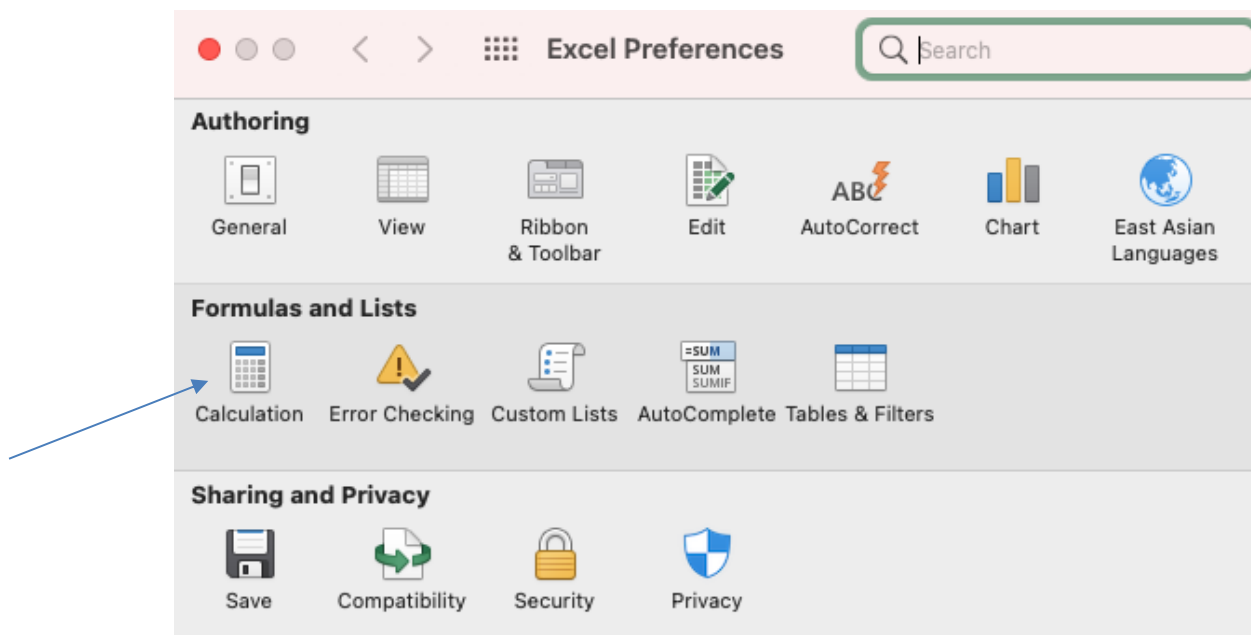 Excel Preferences
Search
Authoring
ABC
General
View
Ribbon
& Toolbar
Edit
AutoCorrect
Chart
East Asian
Languages
Formulas and Lists
=SUM
SUM
SUMIF
Calculation
Error Checking
Custom Lists
AutoComplete
Tables & Filters
Sharing and Privacy
Save
Compatibility
Security
Privacy